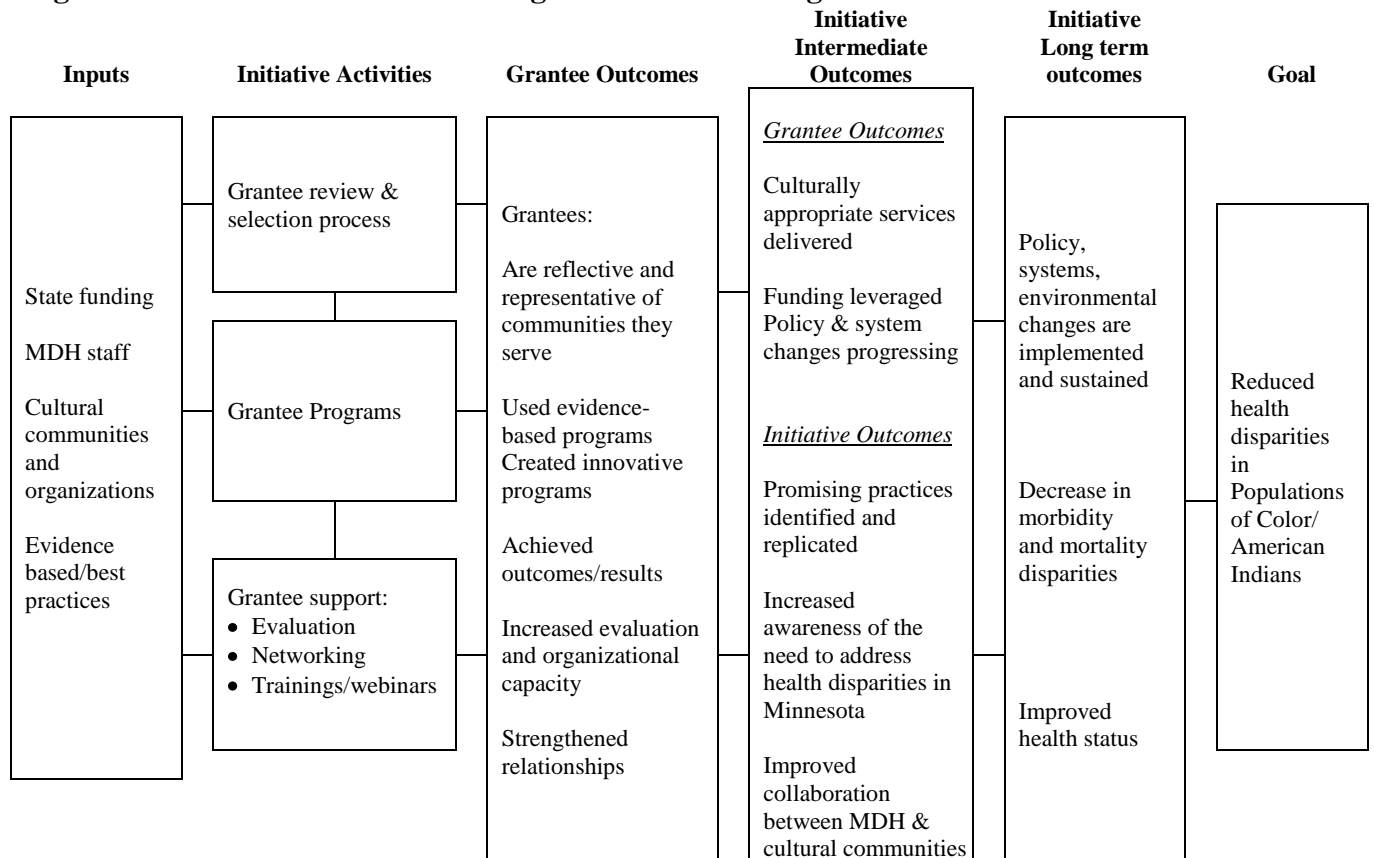 Initiative
Intermediate
Outcomes
Initiative
Long term
outcomes
Inputs
Initiative Activities
Grantee Outcomes
Goal
State funding
MDH staff
Cultural
communities
and
organizations
Evidence
based/best
practices
Grantee review &
selection process
Grantee Programs
Grantee support:
• Evaluation
• Networking
• Trainings/webinars
Grantees:
Are reflective and
representative of
communities they
serve
Used evidence-
based programs
Created innovative
programs
Achieved
outcomes/results
Increased evaluation
and organizational
capacity
Strengthened
relationships
Grantee Outcomes
Culturally
appropriate services
delivered
Funding leveraged
Policy & system
changes progressing
Initiative Outcomes
Promising practices
identified and
replicated
Increased
awareness of the
need to address
health disparities in
Minnesota
Improved
collaboration
between MDH &
cultural communities
Policy,
systems,
environmental
changes are
implemented
and sustained
Decrease in
morbidity
and mortality
disparities
Improved
health status
Reduced
health
disparities
in
Populations
of Color/
American
Indians